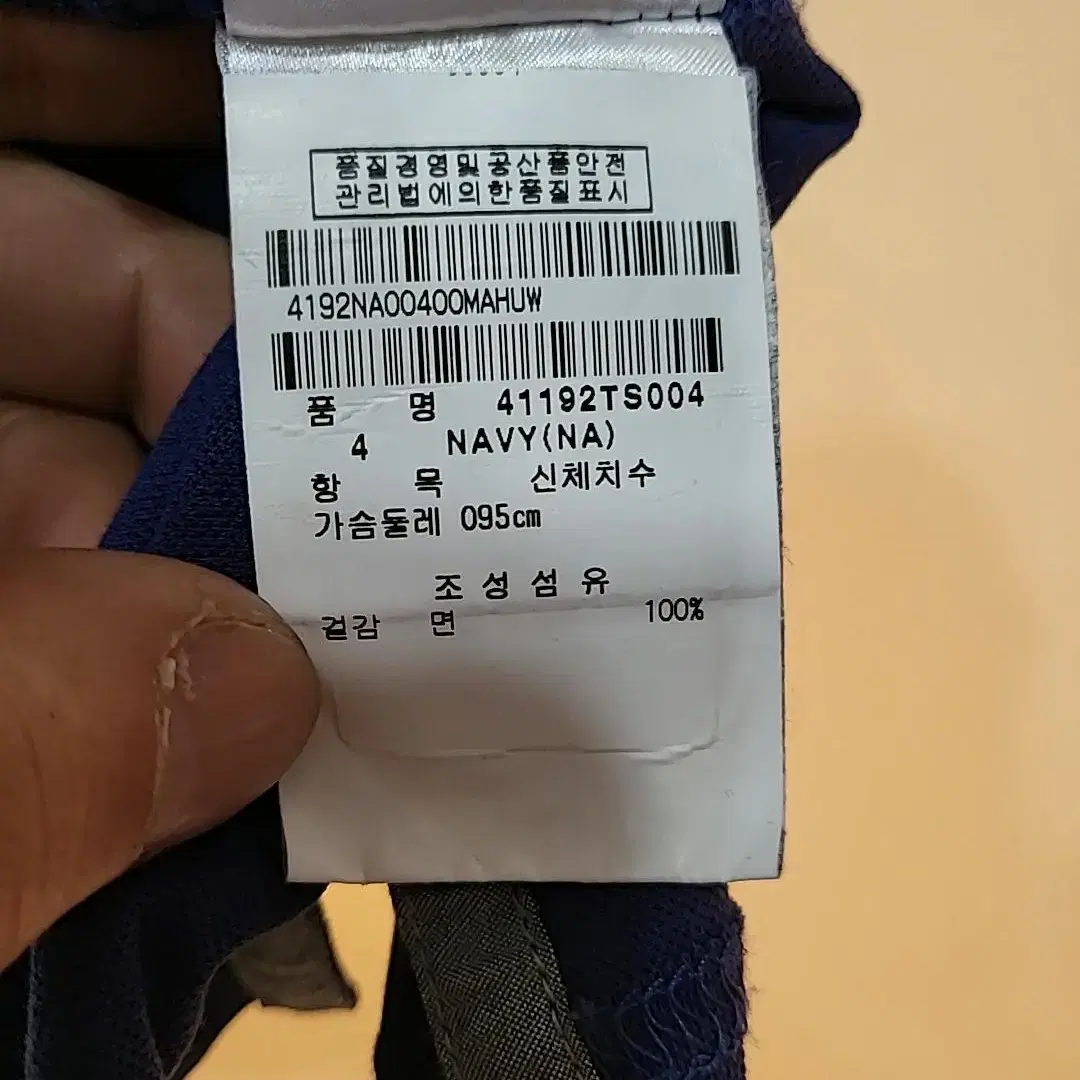 품질경영및공산품안전
관리법에의한품질표시
4192NA00400MAHUW
품 명 41192TS004
4 NAVY(NA)
항 목 신체치수
가슴둘레 095cm
조성섬유
겉감 면 100%